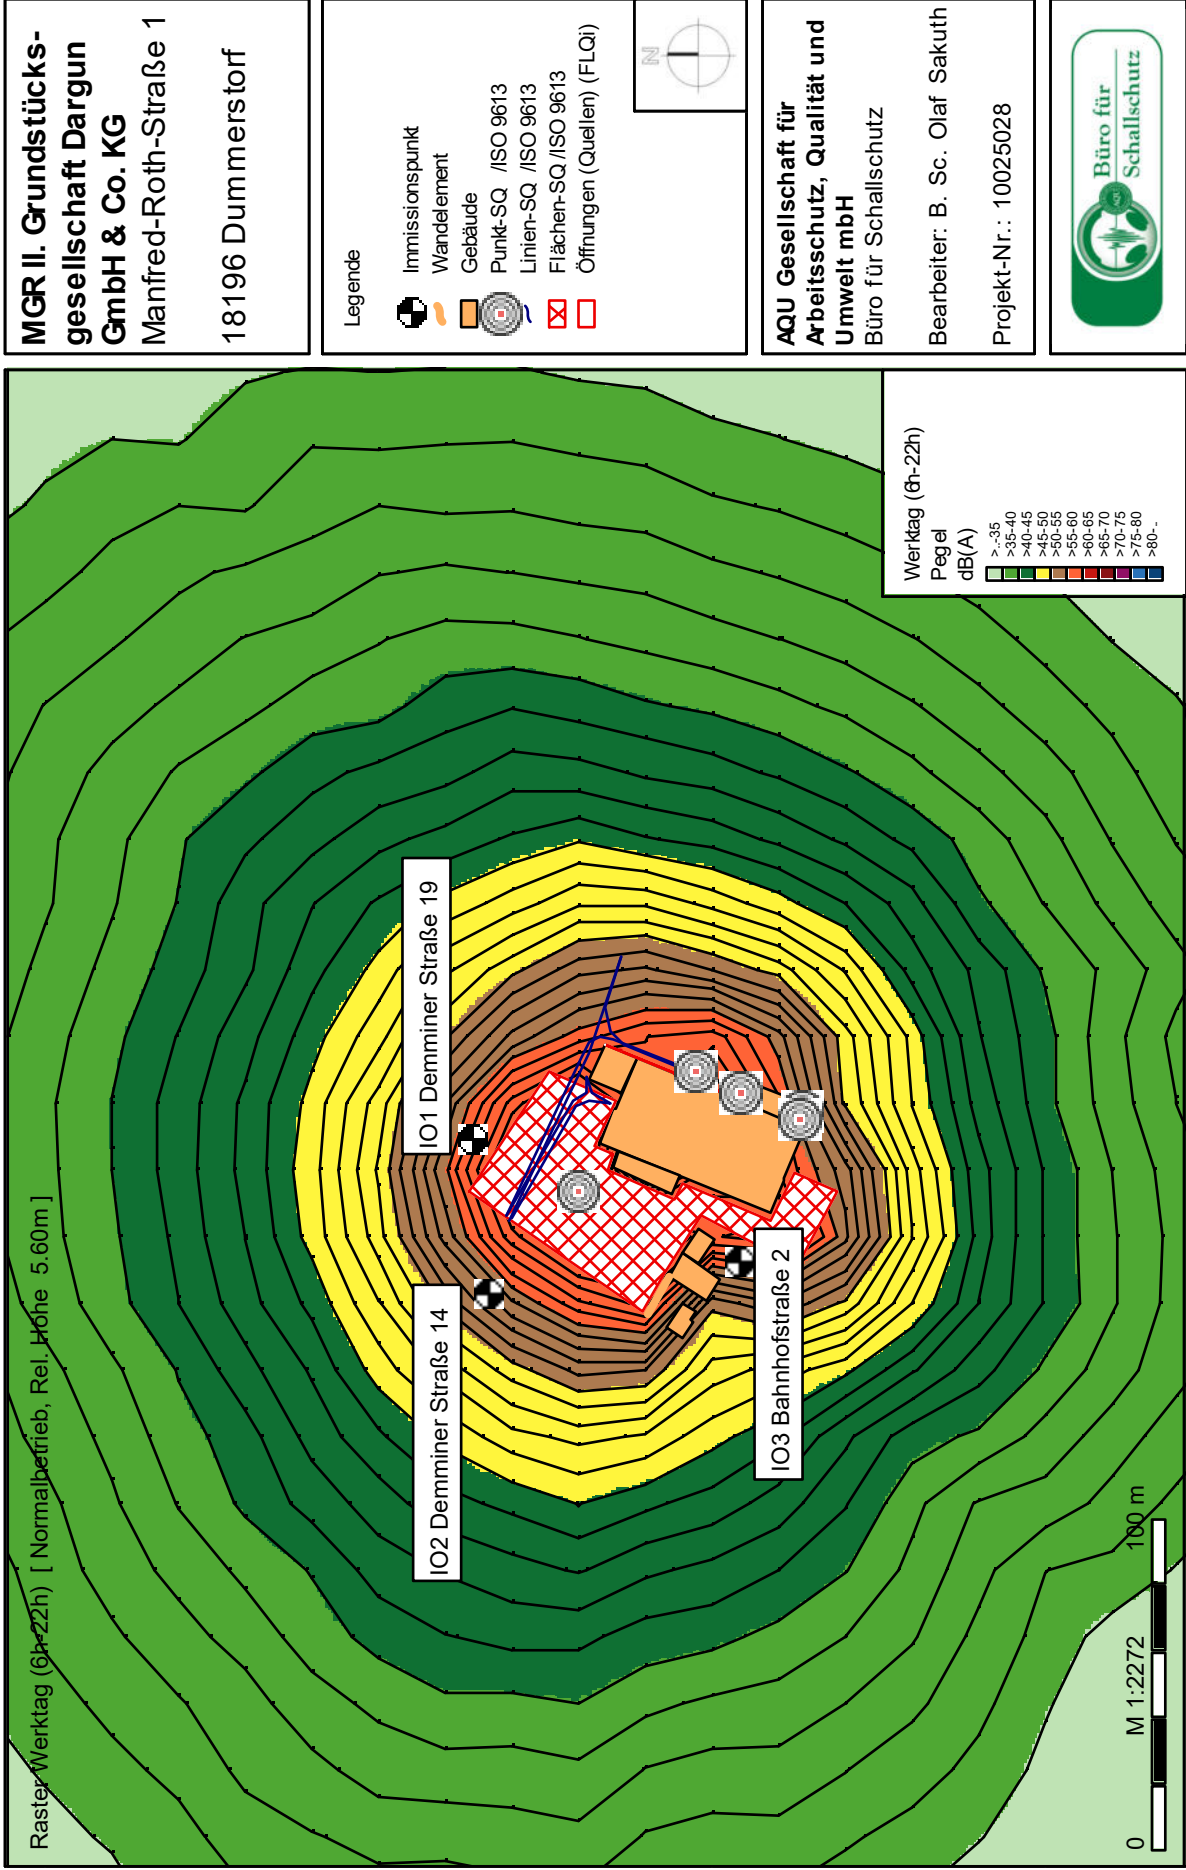 Raster Werktag (6h-22h) [ Normalbetrieb, Rel. Höhe 5.60m ]
IO1 Demminer Straße 19
IO2 Demminer Straße 14
IO3 Bahnhofstraße 2
0 M 1:2272 100 m
Werktag (6h-22h)
Pegel
dB(A)
>..-35
>35-40
>40-45
>45-50
>50-55
>55-60
>60-65
>65-70
>70-75
>75-80
>80-..
MGR II. Grundstücks-
gesellschaft Dargun
GmbH & Co. KG
Manfred-Roth-Straße 1
18196 Dummerstorf
Legende
Immissionspunkt
Wandelement
Gebäude
Punkt-SQ /ISO 9613
Linien-SQ /ISO 9613
Flächen-SQ /ISO 9613
Öffnungen (Quellen) (FLQi)
N
AQU Gesellschaft für
Arbeitsschutz, Qualität und
Umwelt mbH
Büro für Schallschutz
Bearbeiter: B. Sc. Olaf Sakuth
Projekt-Nr.: 10025028
Büro für
Schallschutz